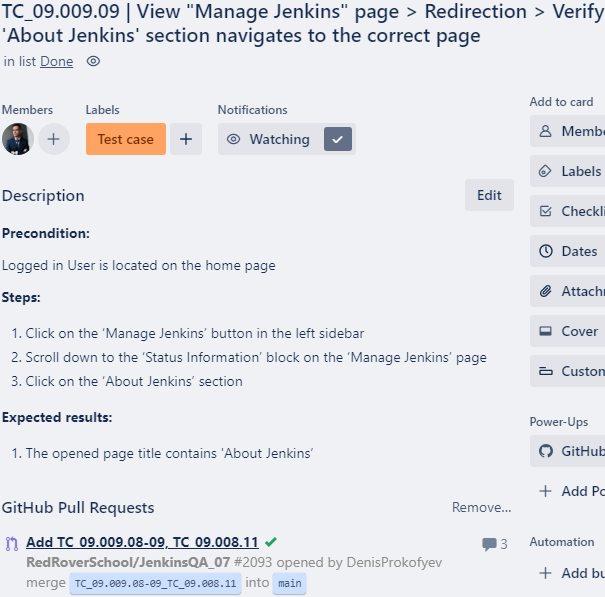 TC_09.009.09 | View "Manage Jenkins" page > Redirection > Verify
'About Jenkins' section navigates to the correct page
in list Done
Members
Labels
Notifications
Test case
Watching
Description
Edit
Precondition:
Logged in User is located on the home page
Steps:
1. Click on the ‘Manage Jenkins’ button in the left sidebar
2. Scroll down to the ‘Status Information’ block on the ‘Manage Jenkins’ page
3. Click on the ‘About Jenkins’ section
Expected results:
1. The opened page title contains 'About Jenkins’
GitHub Pull Requests
Remove...
Add TC_09.009.08-09, TC_09.008.11
3
RedRoverSchool/JenkinsQA_07 #2093 opened by DenisProkofyev
merge TC_09.009.08-09_TC_09.008.11 into main
Add to card
Membe
Labels
Checkli
Dates
Attachr
Cover
Custon
Power-Ups
GitHub
Add Po
Automation
Add bu